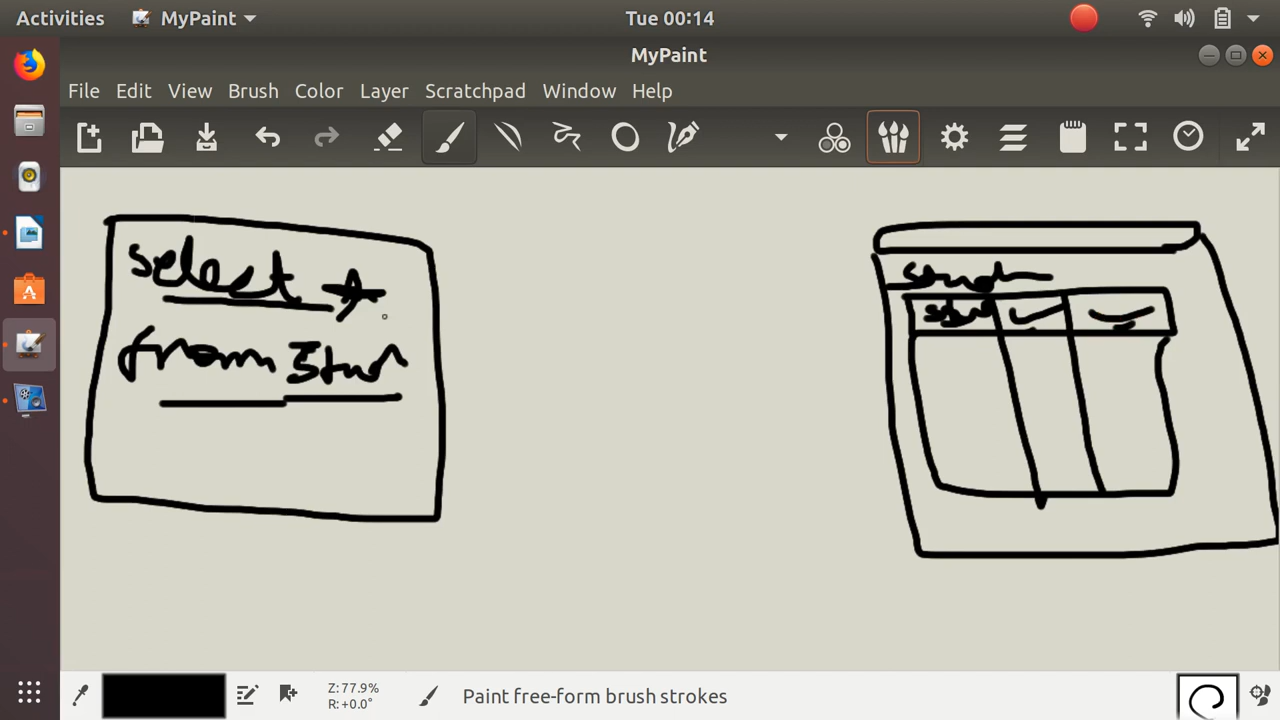 Activities MyPaint Tue 00:14
MyPaint
File Edit View Brush Color Layer Scratchpad Window Help
select *
from Stud
Stud
Z: 77.9%
R: +0.0°
Paint free-form brush strokes